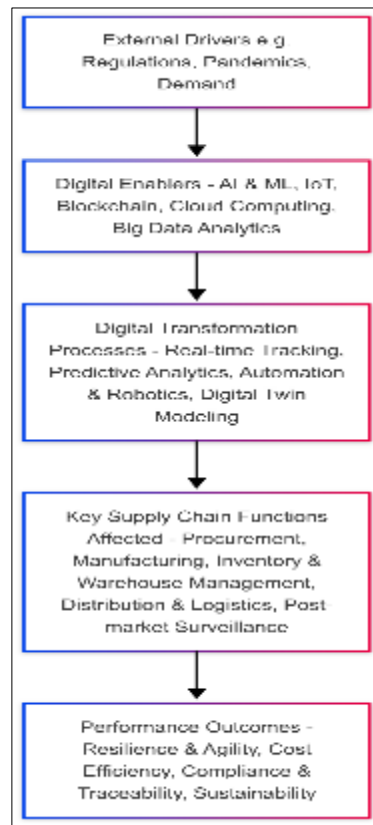 External Drivers e.g.
Regulations, Pandemics,
Demand
Digital Enablers - AI & ML, IoT,
Blockchain, Cloud Computing,
Big Data Analytics
Digital Transformation
Processes - Real-time Tracking,
Predictive Analytics, Automation
& Robotics, Digital Twin
Modeling
Key Supply Chain Functions
Affected - Procurement,
Manufacturing, Inventory &
Warehouse Management,
Distribution & Logistics, Post-
market Surveillance
Performance Outcomes -
Resilience & Agility, Cost
Efficiency, Compliance &
Traceability, Sustainability